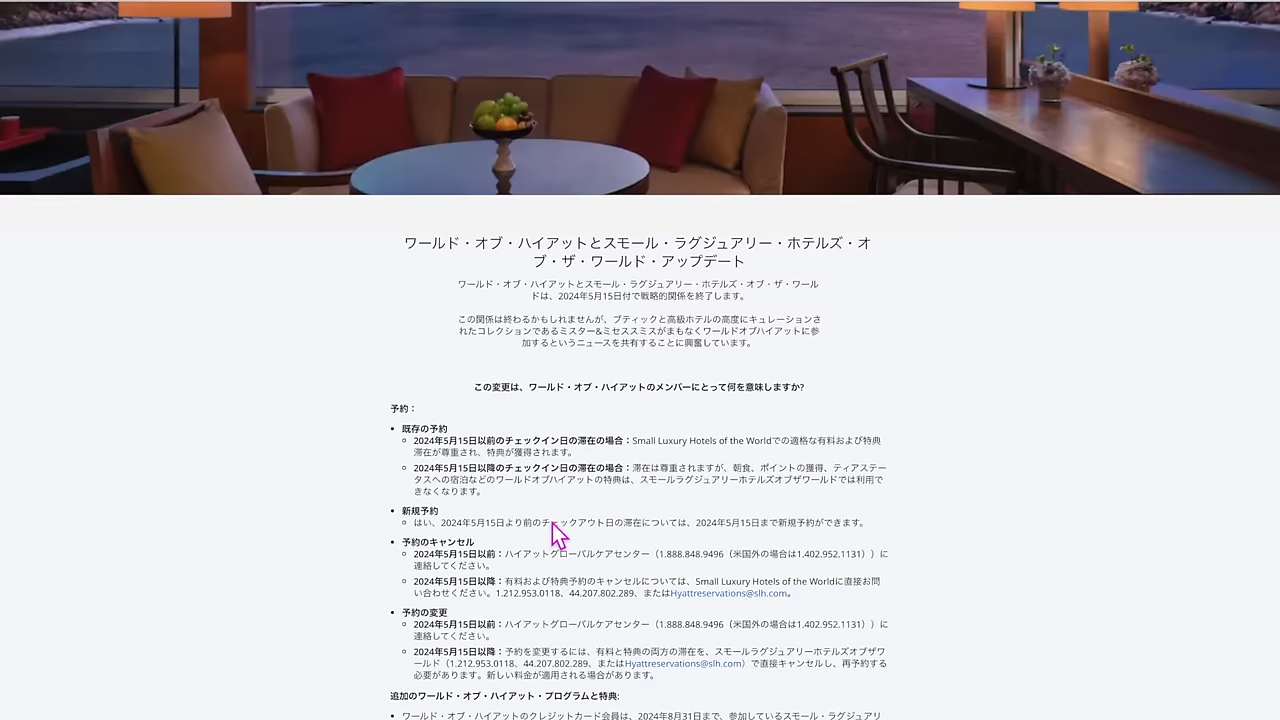 ワールド・オブ・ハイアットとスモール・ラグジュアリー・ホテルズ・オ
ブ・ザ・ワールド・アップデート
ワールド・オブ・ハイアットとスモール・ラグジュアリー・ホテルズ・オブ・ザ・ワール
ドは、2024年5月15日付で戦略的関係を終了します。
この関係は終わるかもしれませんが、ブティックと高級ホテルの高度にキュレーションさ
れたコレクションであるミスター&ミセススミスがまもなくワールドオブハイアットに参
加するというニュースを共有することに興奮しています。
この変更は、ワールド・オブ・ハイアットのメンバーにとって何を意味しますか?
予約：
• 既存の予約
○ 2024年5月15日以前のチェックイン日の滞在の場合：Small Luxury Hotels of the Worldでの適格な有料および特典
滞在が尊重され、特典が獲得されます。
○ 2024年5月15日以降のチェックイン日の滞在の場合：滞在は尊重されますが、朝食、ポイントの獲得、ティアステー
タスへの宿泊などのワールドオブハイアットの特典は、スモールラグジュアリーホテルズオブザワールドでは利用で
きなくなります。
• 新規予約
○ はい、2024年5月15日より前のチェックアウト日の滞在については、2024年5月15日まで新規予約ができます。
• 予約のキャンセル
○ 2024年5月15日以前：ハイアットグローバルケアセンター（1.888.848.9496（米国外の場合は1.402.952.1131））に
連絡してください。
○ 2024年5月15日以降：有料および特典予約のキャンセルについては、Small Luxury Hotels of the Worldに直接お問
い合わせください。1.212.953.0118、44.207.802.289、またはHyattreservations@slh.com。
• 予約の変更
○ 2024年5月15日以前：ハイアットグローバルケアセンター（1.888.848.9496（米国外の場合は1.402.952.1131））に
連絡してください。
○ 2024年5月15日以降：予約を変更するには、有料と特典の両方の滞在を、スモールラグジュアリーホテルズオブザワ
ールド（1.212.953.0118、44.207.802.289、またはHyattreservations@slh.com）で直接キャンセルし、再予約する
必要があります。新しい料金が適用される場合があります。
追加のワールド・オブ・ハイアット・プログラムと特典:
• ワールド・オブ・ハイアットのクレジットカード会員は、2024年8月31日まで、参加しているスモール・ラグジュアリ